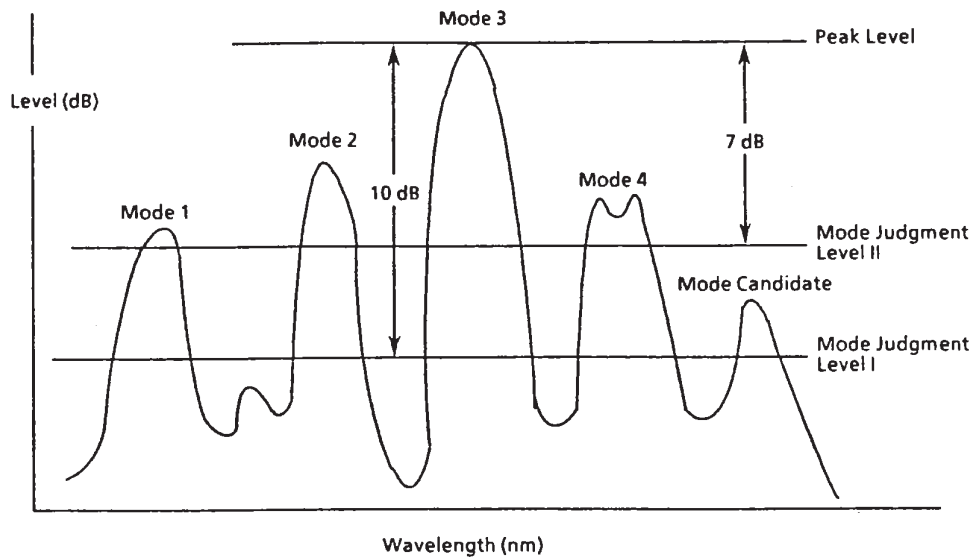 Mode 3
Peak Level
Level (dB)
Mode 2
7 dB
10 dB
Mode 4
Mode 1
Mode Judgment
Level II
Mode Candidate
Mode Judgment
Level I
Wavelength (nm)